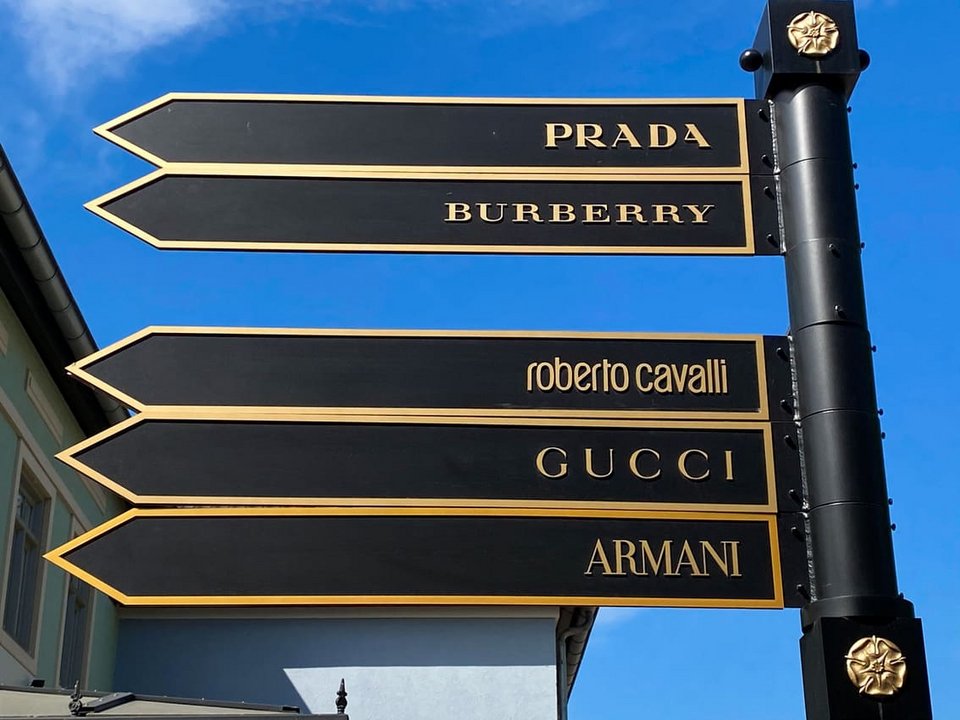 PRADA
BURBERRY
roberto cavalli
GUCCI
ARMANI